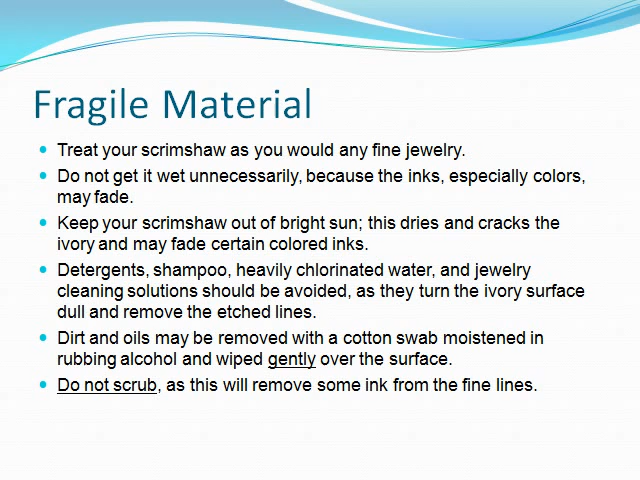 Fragile Material
• Treat your scrimshaw as you would any fine jewelry.
• Do not get it wet unnecessarily, because the inks, especially colors,
may fade.
• Keep your scrimshaw out of bright sun; this dries and cracks the
ivory and may fade certain colored inks.
• Detergents, shampoo, heavily chlorinated water, and jewelry
cleaning solutions should be avoided, as they turn the ivory surface
dull and remove the etched lines.
• Dirt and oils may be removed with a cotton swab moistened in
rubbing alcohol and wiped gently over the surface.
• Do not scrub, as this will remove some ink from the fine lines.